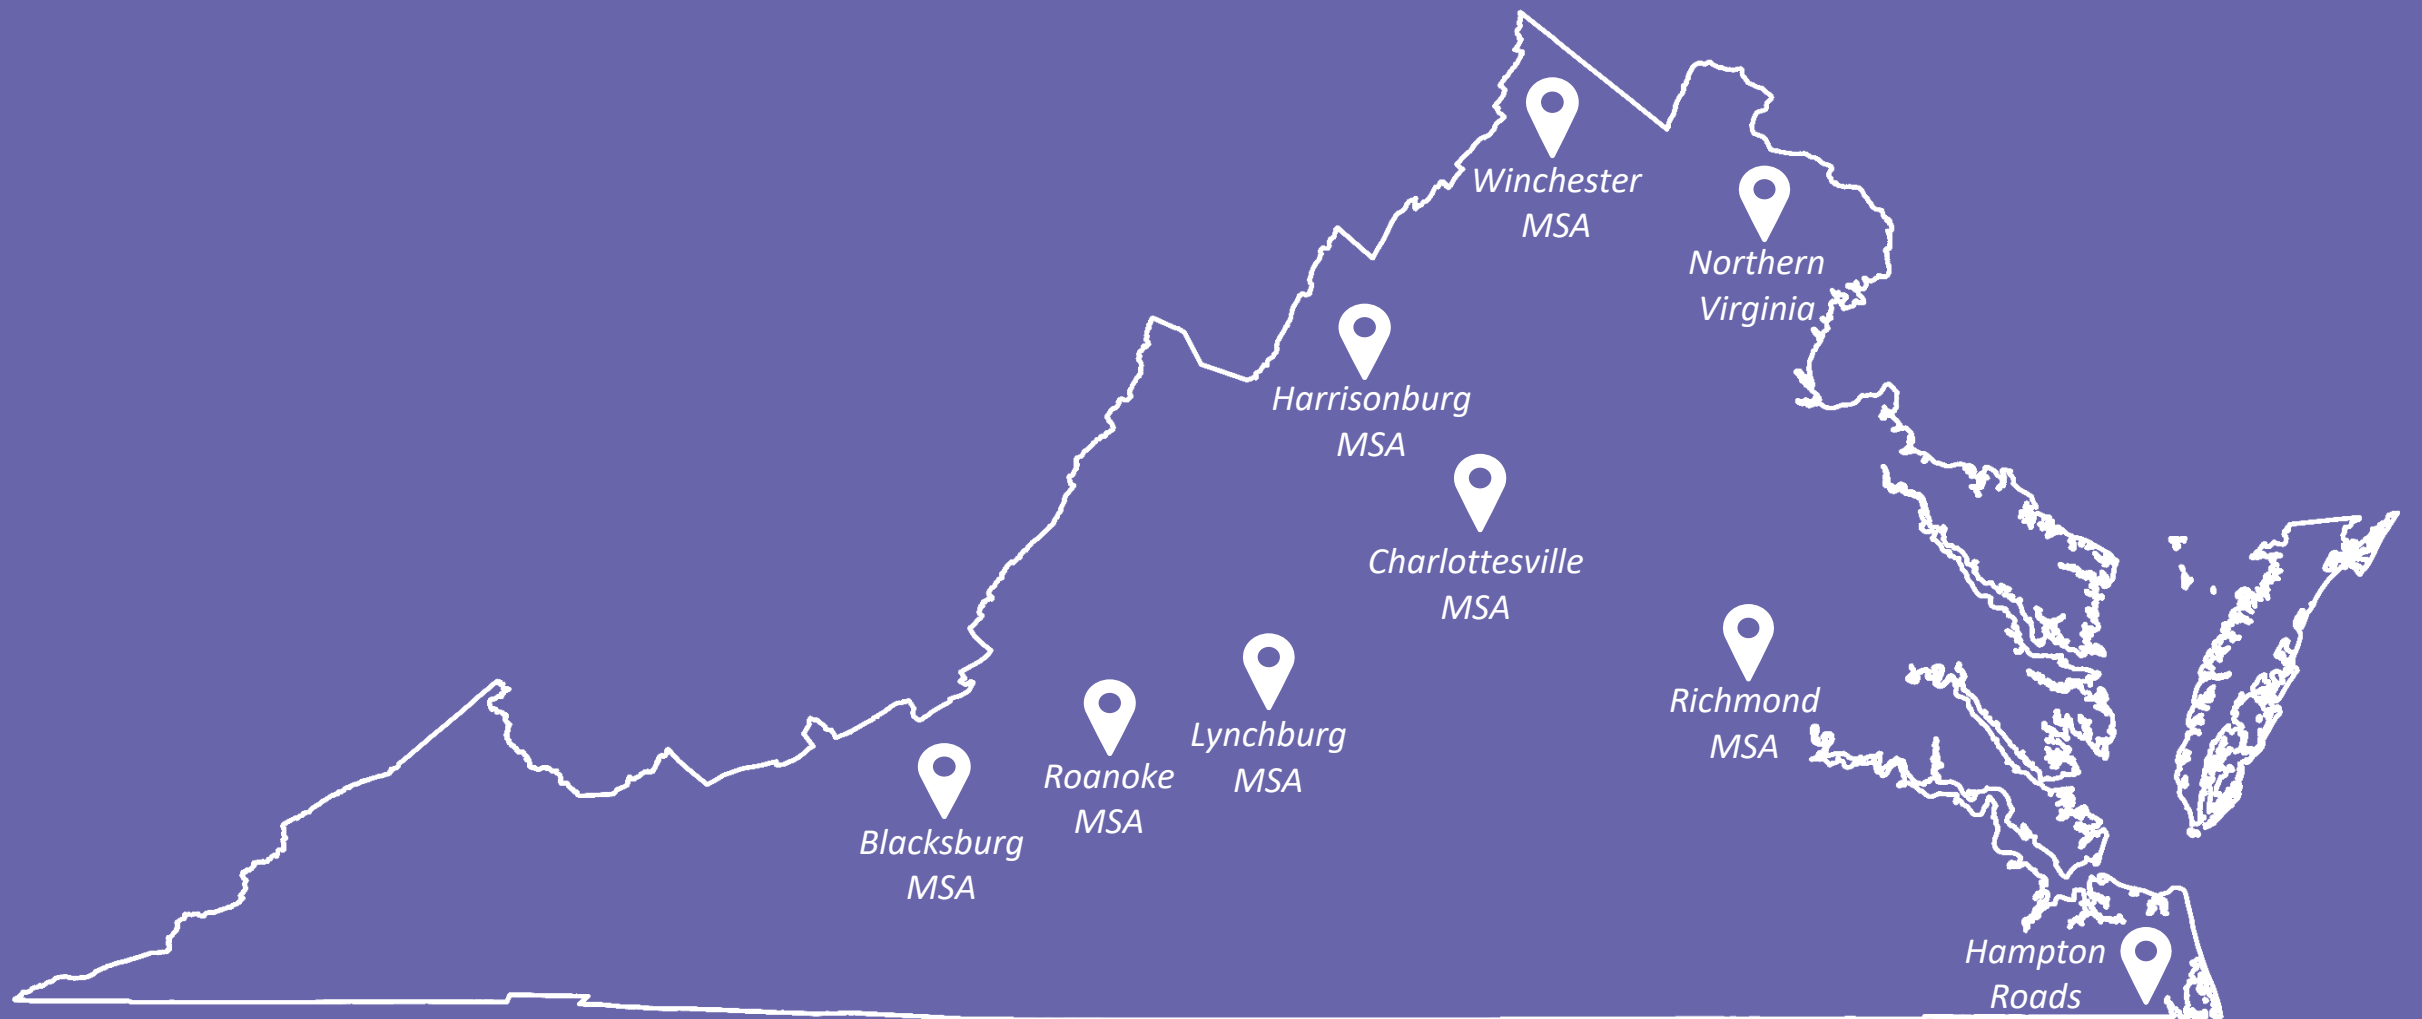 Winchester
MSA
Northern
Virginia
Harrisonburg
MSA
Charlottesville
MSA
Richmond
MSA
Lynchburg
MSA
Roanoke
MSA
Blacksburg
MSA
Hampton
Roads